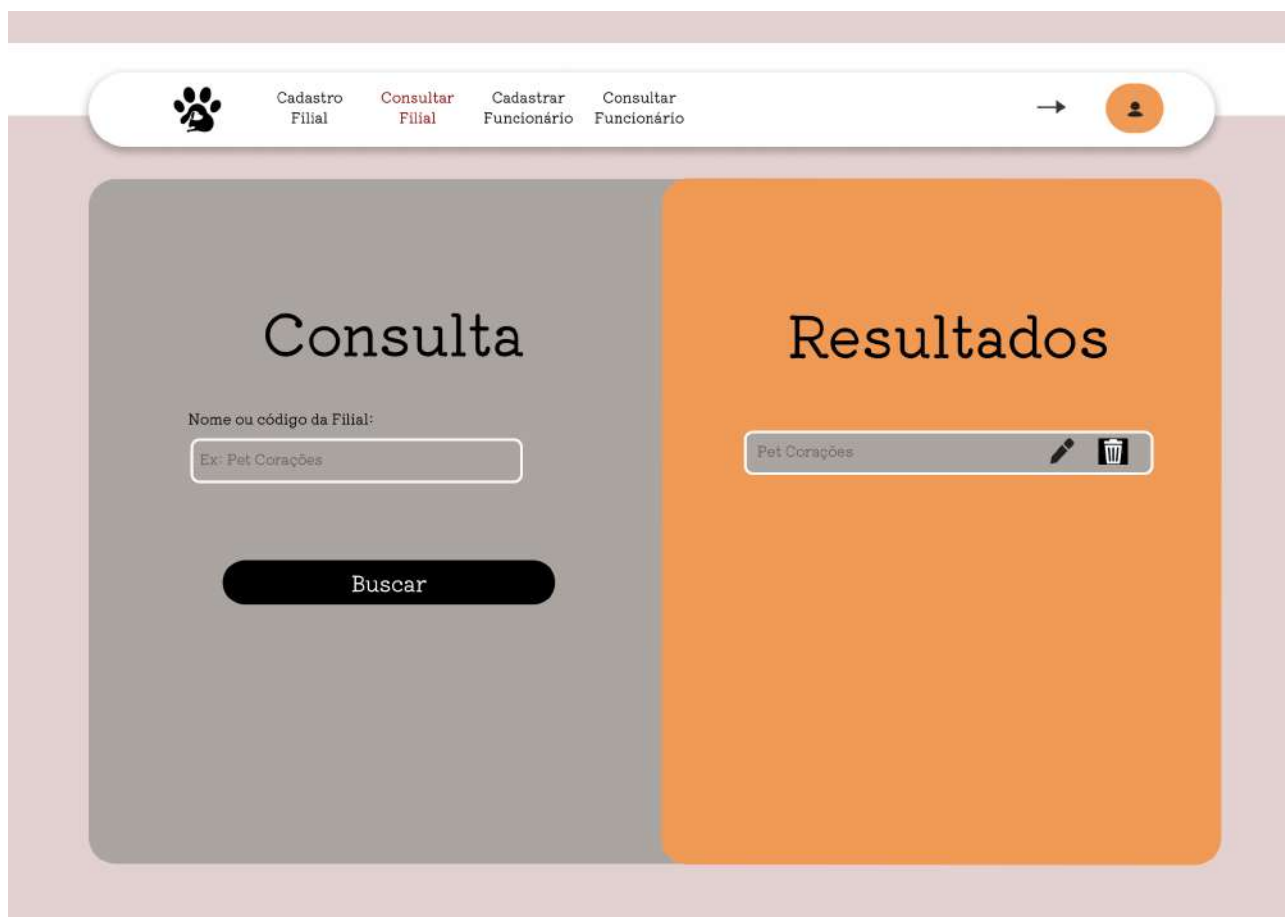 Cadastro
Filial
Consultar
Filial
Cadastrar
Funcionário
Consultar
Funcionário
Consulta
Nome ou código da Filial:
Ex: Pet Corações
Buscar
Resultados
Pet Corações